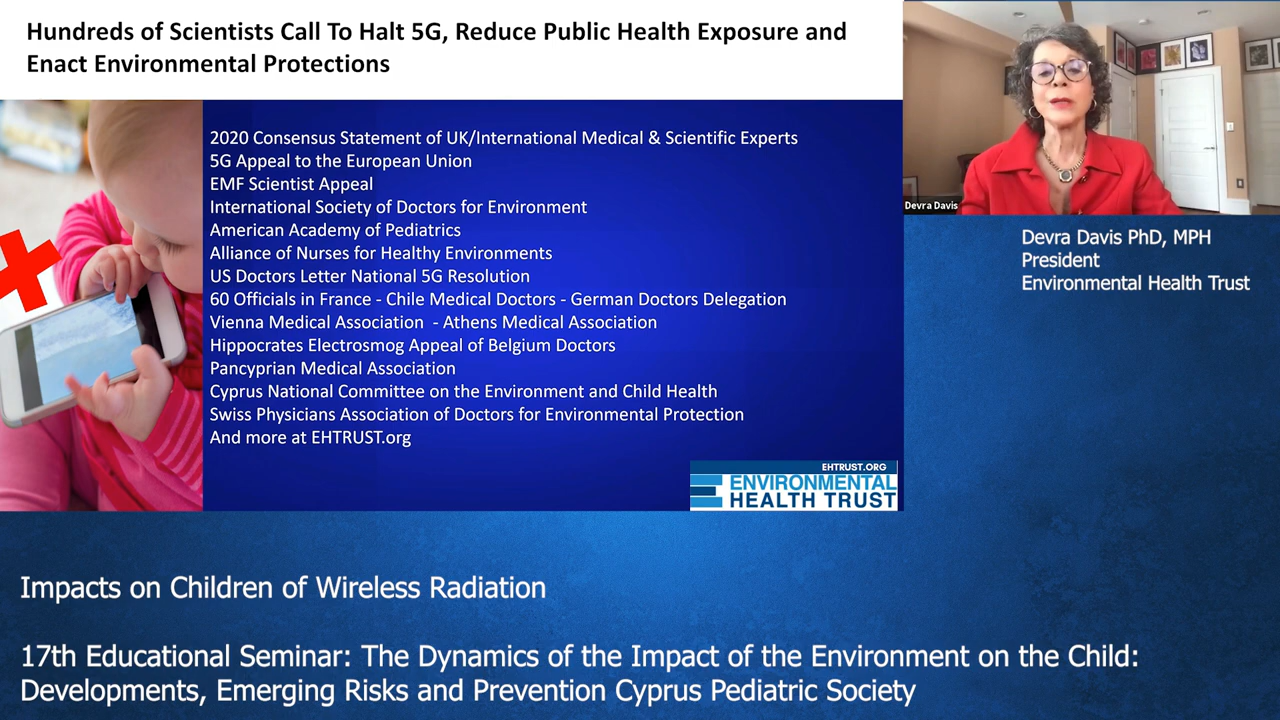 Hundreds of Scientists Call To Halt 5G, Reduce Public Health Exposure and
Enact Environmental Protections
2020 Consensus Statement of UK/International Medical & Scientific Experts
5G Appeal to the European Union
EMF Scientist Appeal
International Society of Doctors for Environment
American Academy of Pediatrics
Alliance of Nurses for Healthy Environments
US Doctors Letter National 5G Resolution
60 Officials in France - Chile Medical Doctors - German Doctors Delegation
Vienna Medical Association - Athens Medical Association
Hippocrates Electrosmog Appeal of Belgium Doctors
Pancyprian Medical Association
Cyprus National Committee on the Environment and Child Health
Swiss Physicians Association of Doctors for Environmental Protection
And more at EHTRUST.org
EHTRUST.ORG
ENVIRONMENTAL
HEALTH TRUST
Devra Davis
Devra Davis PhD, MPH
President
Environmental Health Trust
Impacts on Children of Wireless Radiation
17th Educational Seminar: The Dynamics of the Impact of the Environment on the Child:
Developments, Emerging Risks and Prevention Cyprus Pediatric Society